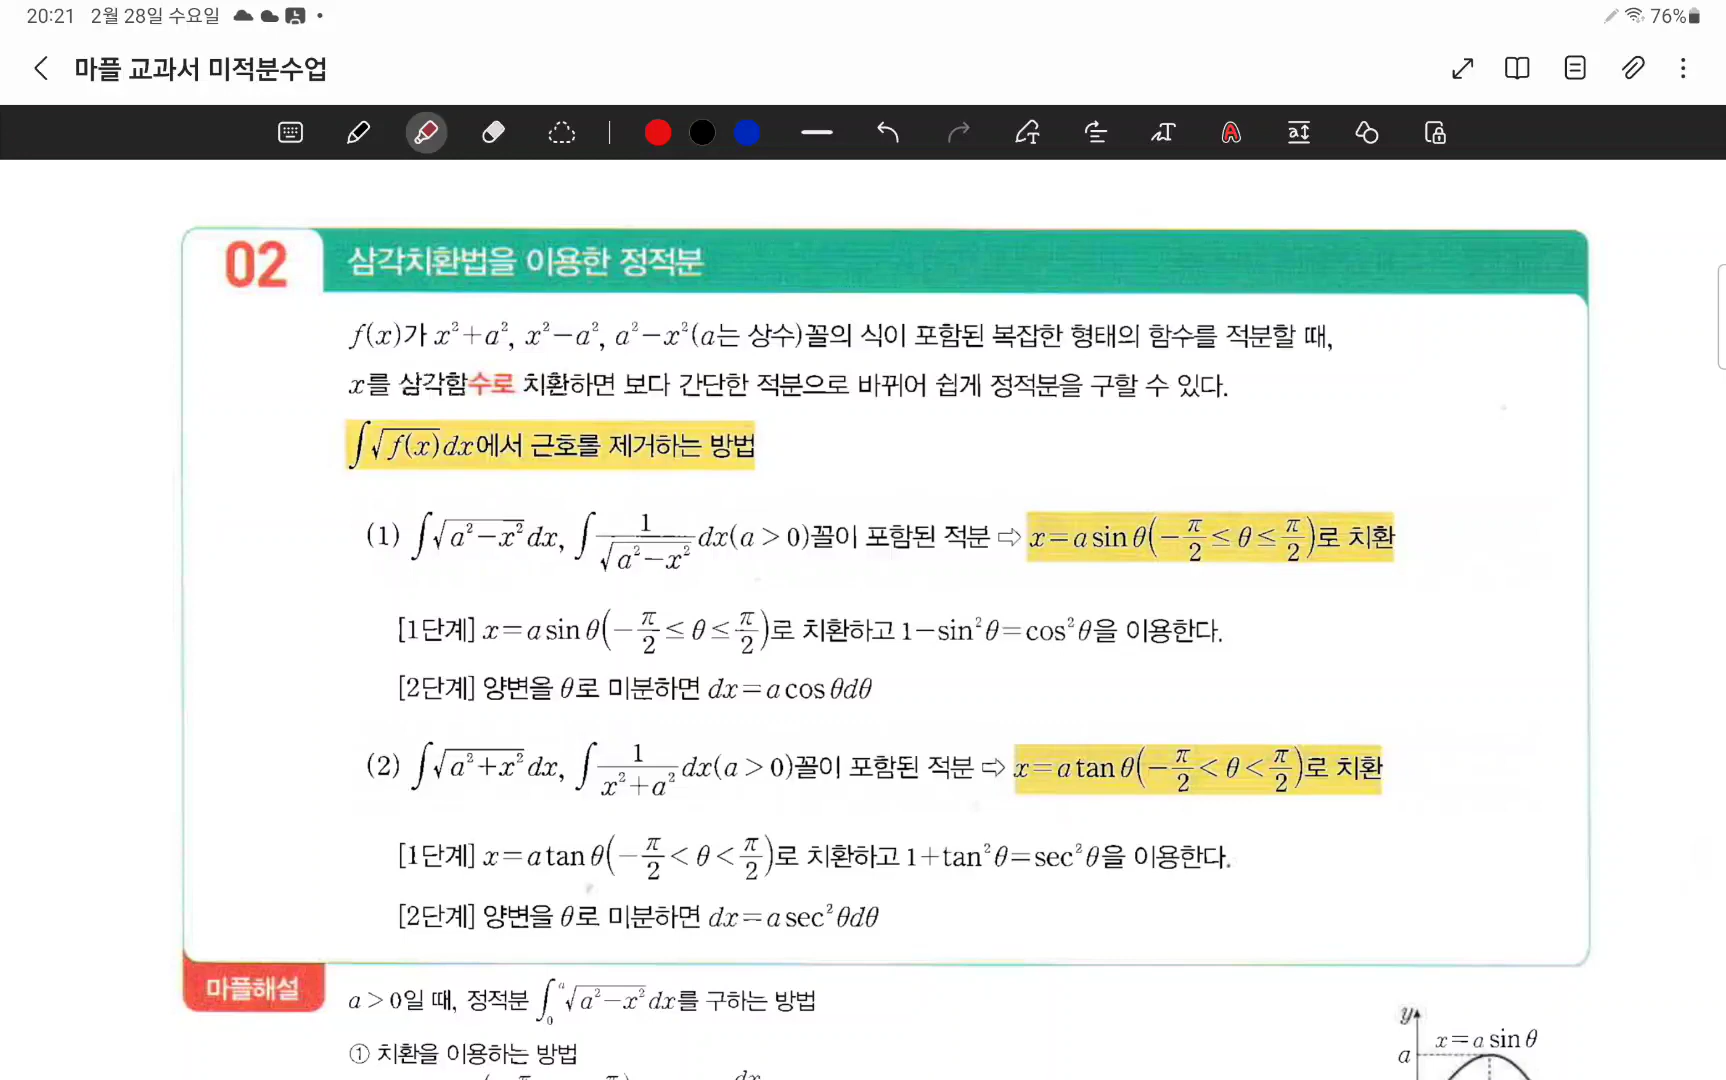 20:21 2월 28일 수요일 76%
마플 교과서 미적분수업
02 삼각치환법을 이용한 정적분
f(x)가 x²+a², x²−a², a²−x²(a는 상수)꼴의 식이 포함된 복잡한 형태의 함수를 적분할 때,
x를 삼각함수로 치환하면 보다 간단한 적분으로 바뀌어 쉽게 정적분을 구할 수 있다.
∫√f(x)dx에서 근호를 제거하는 방법
(1) ∫√(a²−x²)dx, ∫1/√(a²−x²)dx(a>0)꼴이 포함된 적분 ⇨ x=a sin θ(−π/2≤θ≤π/2)로 치환
[1단계] x=a sin θ(−π/2≤θ≤π/2)로 치환하고 1−sin²θ=cos²θ을 이용한다.
[2단계] 양변을 θ로 미분하면 dx=a cos θdθ
(2) ∫√(a²+x²)dx, ∫1/(x²+a²)dx(a>0)꼴이 포함된 적분 ⇨ x=a tan θ(−π/2<θ<π/2)로 치환
[1단계] x=a tan θ(−π/2<θ<π/2)로 치환하고 1+tan²θ=sec²θ을 이용한다.
[2단계] 양변을 θ로 미분하면 dx=a sec²θdθ
마플해설
a>0일 때, 정적분 ∫₀ᵃ√(a²−x²)dx를 구하는 방법
① 치환을 이용하는 방법
y
x=a sin θ
a